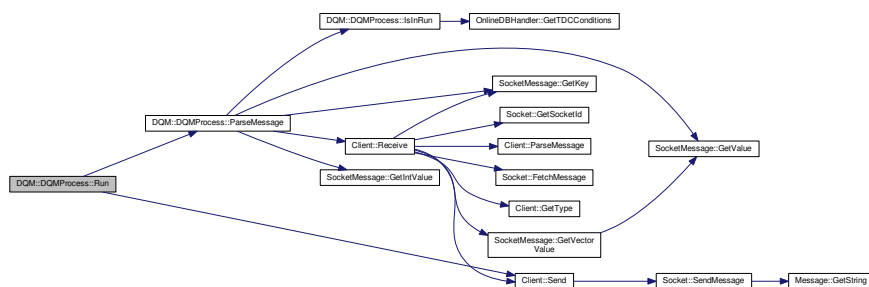 DQM::DQMProcess::IsInRun
OnlineDBHandler::GetTDCConditions
SocketMessage::GetKey
DQM::DQMProcess::ParseMessage
Socket::GetSocketId
Client::Receive
Client::ParseMessage
SocketMessage::GetValue
DQM::DQMProcess::Run
SocketMessage::GetIntValue
Socket::FetchMessage
Client::GetType
SocketMessage::GetVector
Value
Client::Send
Socket::SendMessage
Message::GetString